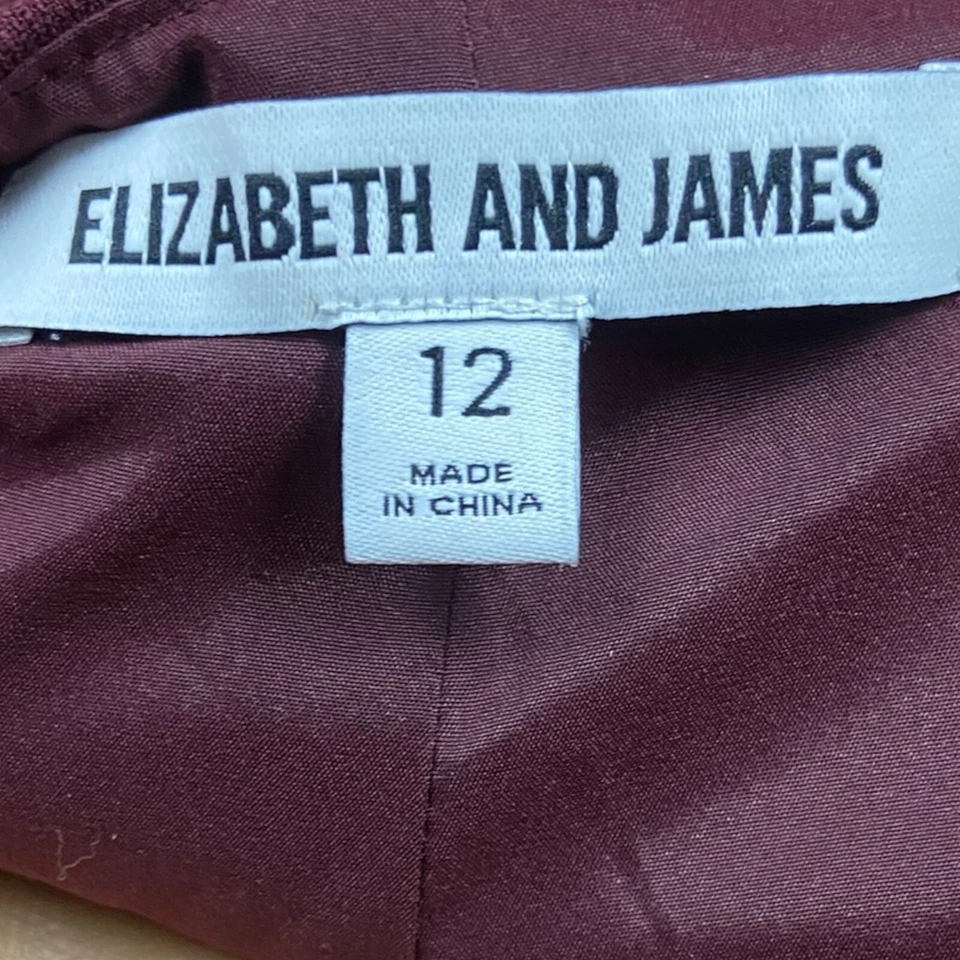 ELIZABETH AND JAMES
12
MADE
IN CHINA